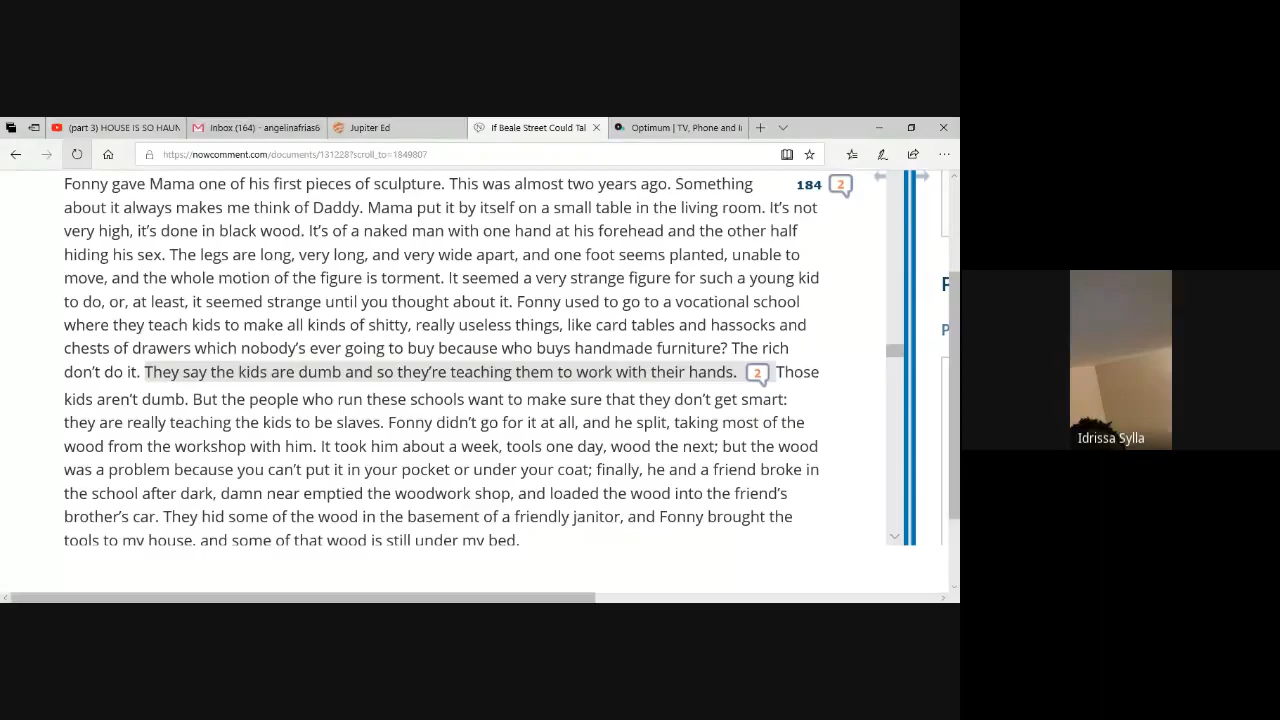 (part 3) HOUSE IS SO HAUN
Inbox (164) – angelinafrias6
Jupiter Ed
If Beale Street Could Tal
Optimum | TV, Phone and I
https://nowcomment.com/documents/131228?scroll_to=1849807
Fonny gave Mama one of his first pieces of sculpture. This was almost two years ago. Something 184 2
about it always makes me think of Daddy. Mama put it by itself on a small table in the living room. It’s not
very high, it’s done in black wood. It’s of a naked man with one hand at his forehead and the other half
hiding his sex. The legs are long, very long, and very wide apart, and one foot seems planted, unable to
move, and the whole motion of the figure is torment. It seemed a very strange figure for such a young kid
to do, or, at least, it seemed strange until you thought about it. Fonny used to go to a vocational school
where they teach kids to make all kinds of shitty, really useless things, like card tables and hassocks and
chests of drawers which nobody’s ever going to buy because who buys handmade furniture? The rich
don’t do it. They say the kids are dumb and so they’re teaching them to work with their hands. 2 Those
kids aren’t dumb. But the people who run these schools want to make sure that they don’t get smart:
they are really teaching the kids to be slaves. Fonny didn’t go for it at all, and he split, taking most of the
wood from the workshop with him. It took him about a week, tools one day, wood the next; but the wood
was a problem because you can’t put it in your pocket or under your coat; finally, he and a friend broke in
the school after dark, damn near emptied the woodwork shop, and loaded the wood into the friend’s
brother’s car. They hid some of the wood in the basement of a friendly janitor, and Fonny brought the
tools to my house, and some of that wood is still under my bed.
P
Idrissa Sylla